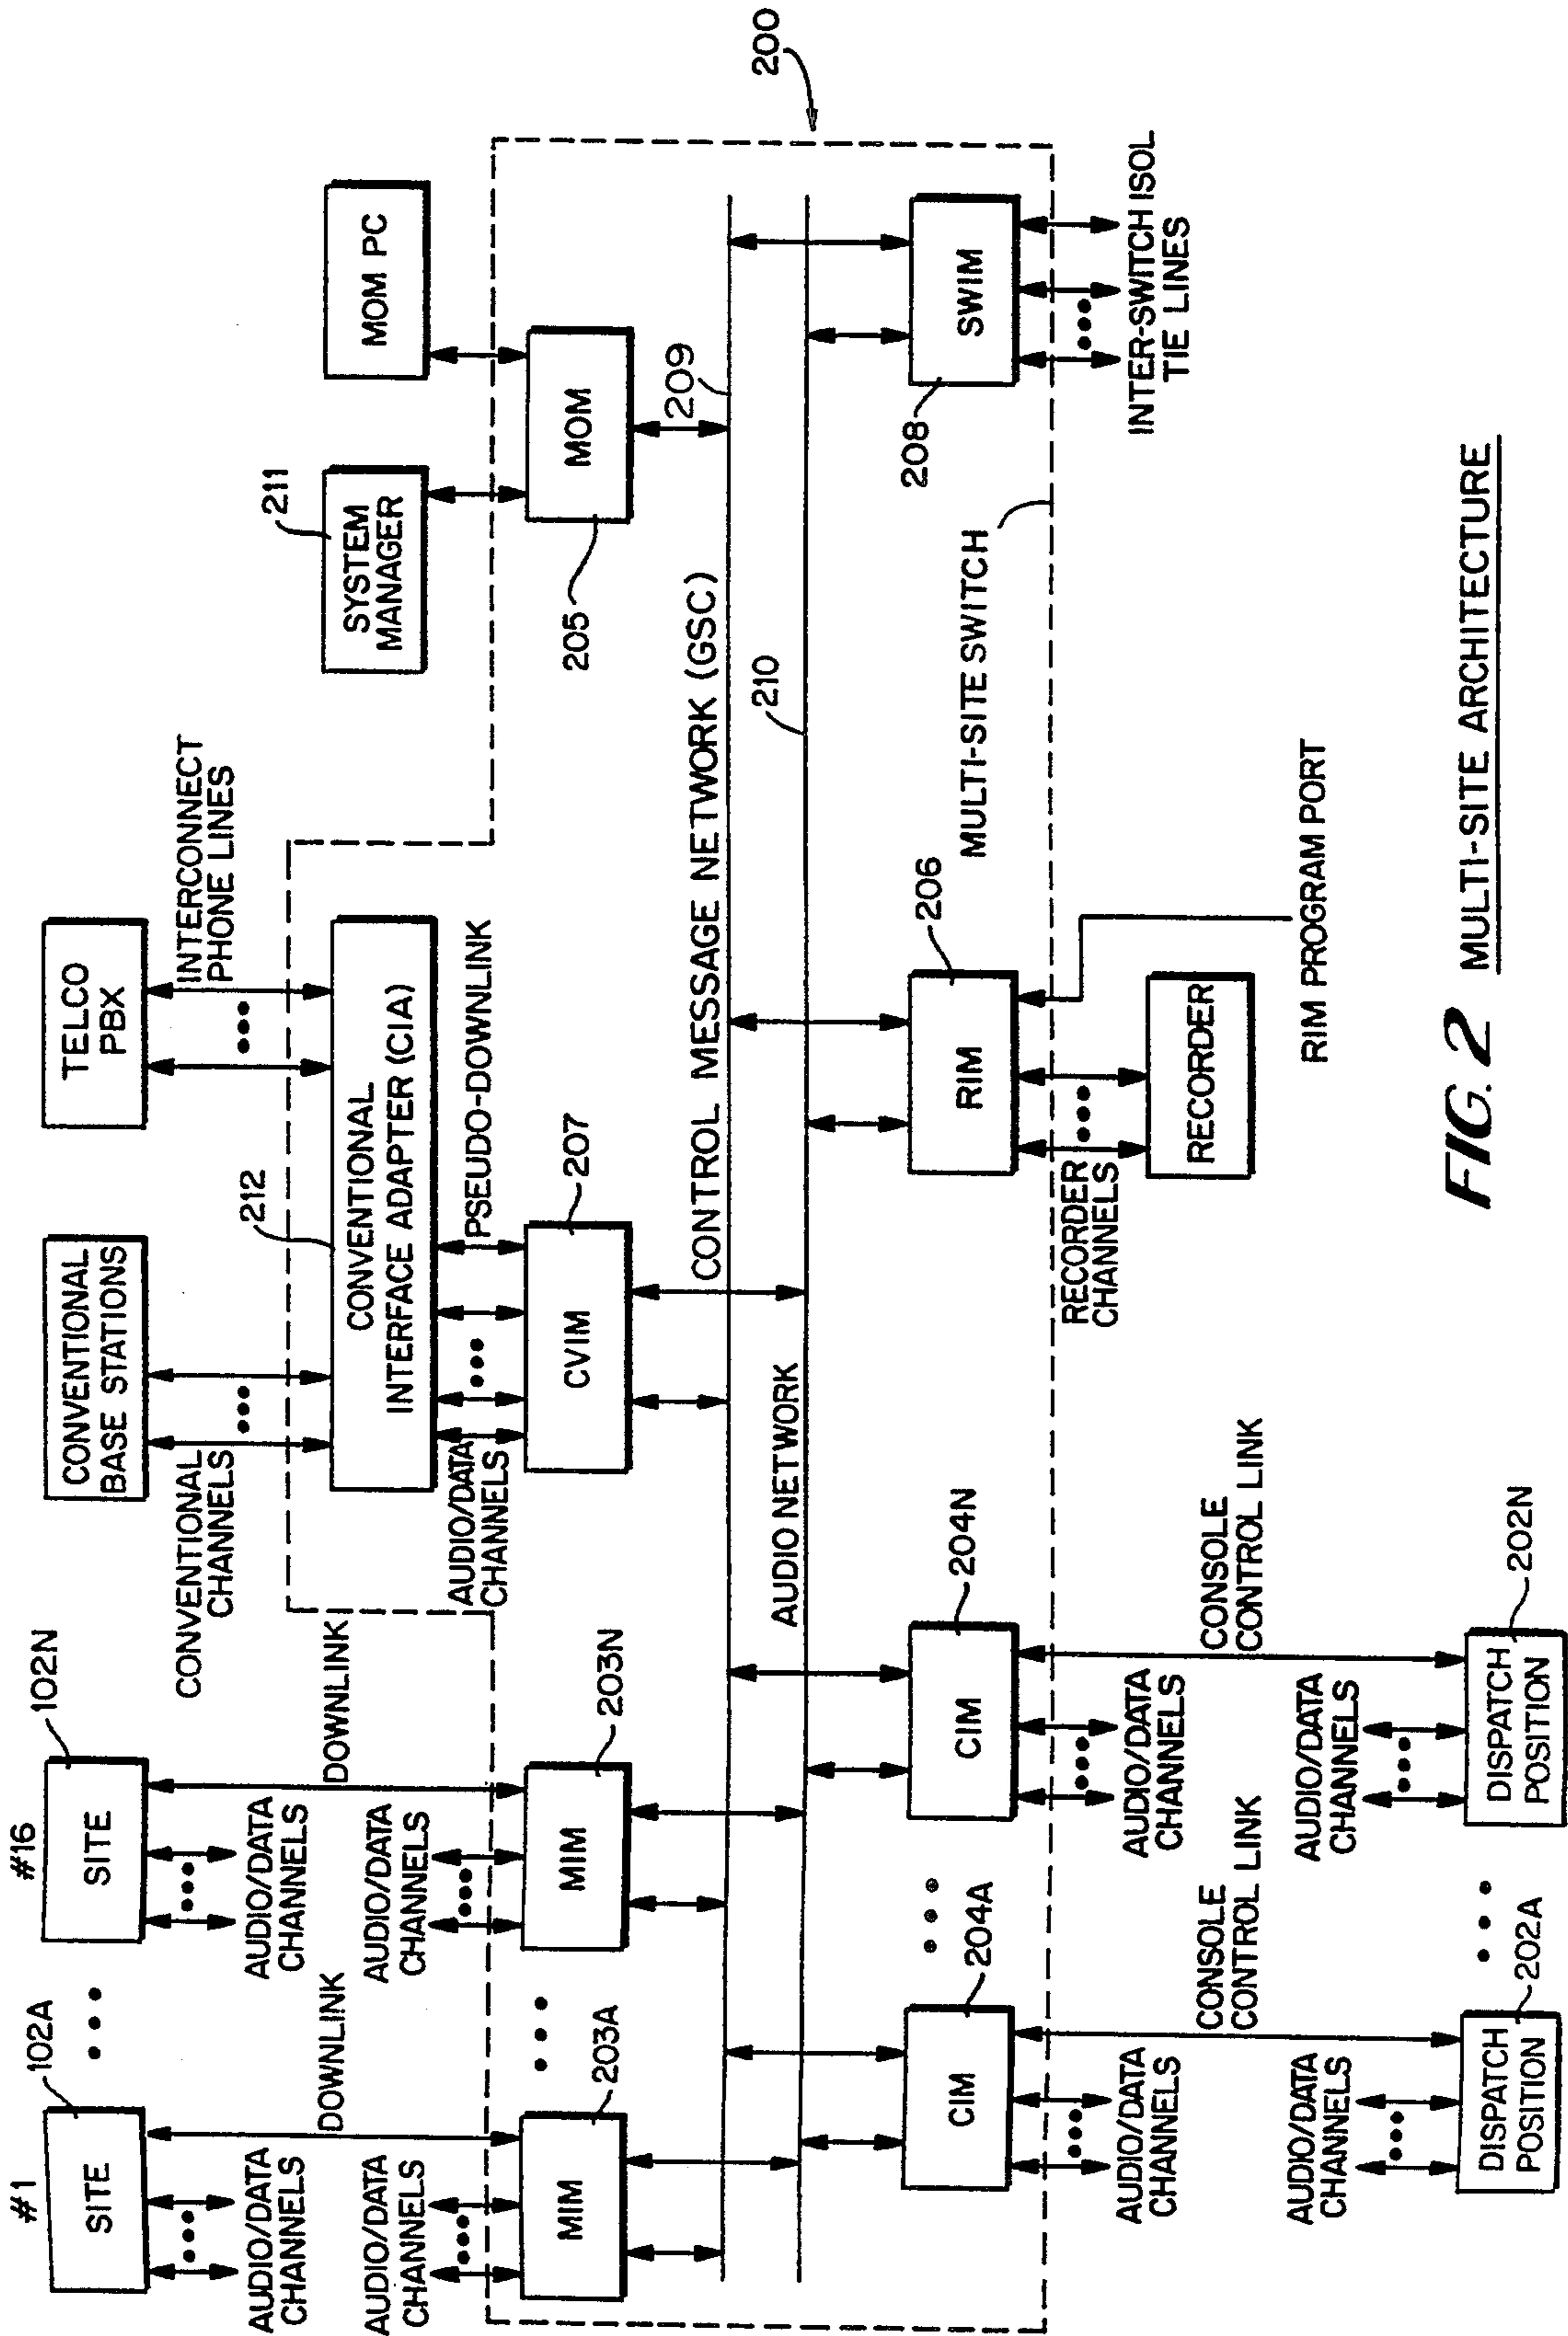 #1
102A
SITE
AUDIO/DATA
CHANNELS
DOWNLINK
AUDIO/DATA
CHANNELS
MIM
203A
#16
102N
SITE
AUDIO/DATA
CHANNELS
DOWNLINK
AUDIO/DATA
CHANNELS
MIM
203N
CONVENTIONAL
BASE STATIONS
CONVENTIONAL
CHANNELS
TELCO
PBX
INTERCONNECT
PHONE LINES
212
CONVENTIONAL
INTERFACE ADAPTER (CIA)
AUDIO/DATA
CHANNELS
PSEUDO-DOWNLINK
CVIM
207
211
SYSTEM
MANAGER
MOM PC
MOM
205
209
200
CONTROL MESSAGE NETWORK (GSC)
AUDIO NETWORK
210
CIM
204A
AUDIO/DATA
CHANNELS
CONSOLE
CONTROL LINK
AUDIO/DATA
CHANNELS
DISPATCH
POSITION
202A
CIM
204N
AUDIO/DATA
CHANNELS
CONSOLE
CONTROL LINK
AUDIO/DATA
CHANNELS
DISPATCH
POSITION
202N
RIM
206
RECORDER
CHANNELS
RECORDER
RIM PROGRAM PORT
MULTI-SITE SWITCH
SWIM
208
INTER-SWITCH ISOL
TIE LINES
FIG. 2 MULTI-SITE ARCHITECTURE